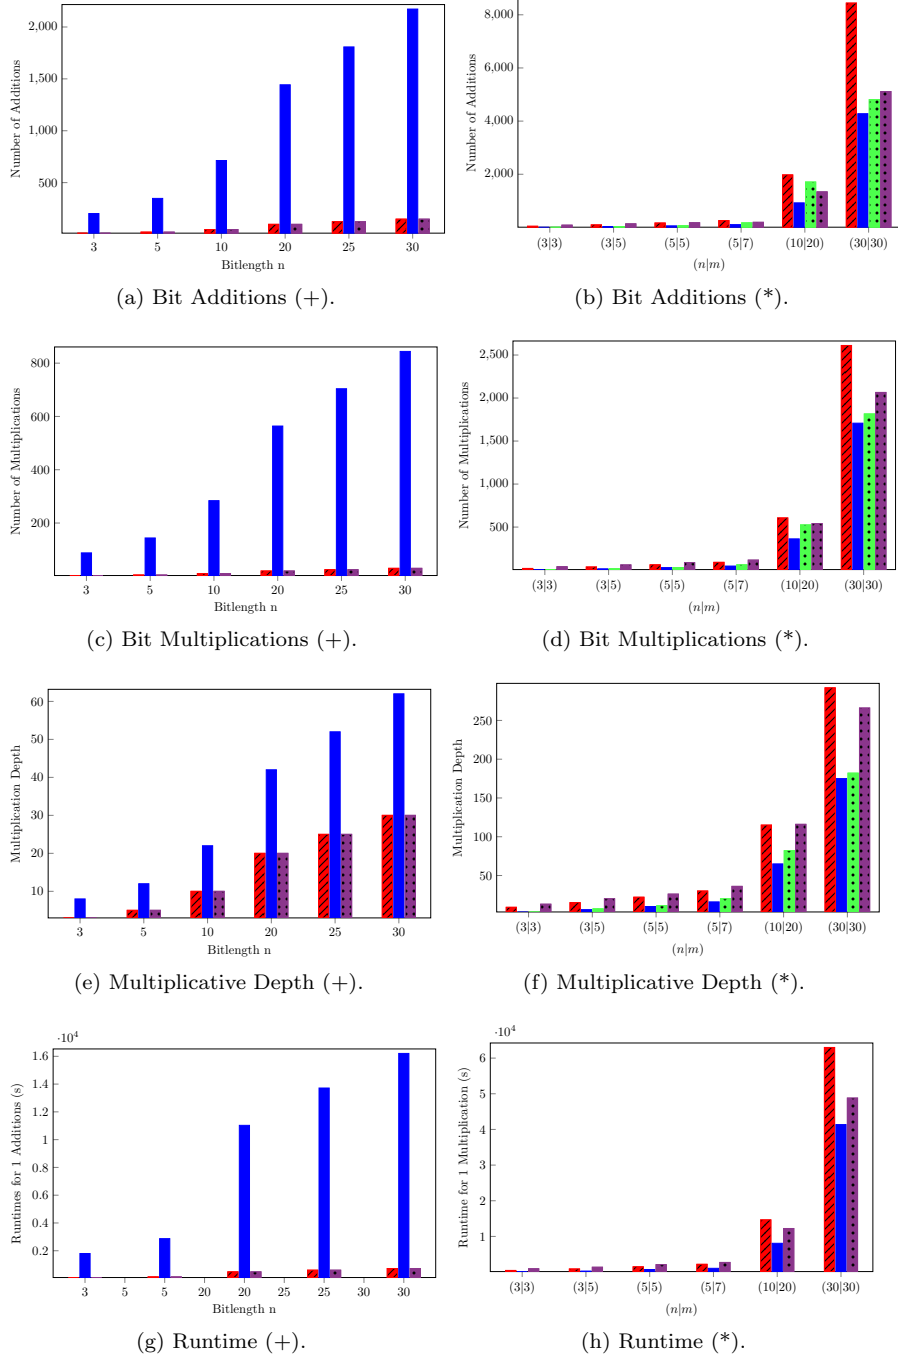 2,000
1,500
1,000
500
Number of Additions
3 5 10 20 25 30
Bitlength n
(a) Bit Additions (+).
8,000
6,000
4,000
2,000
Number of Additions
(3|3) (3|5) (5|5) (5|7) (10|20) (30|30)
(n|m)
(b) Bit Additions (*).
800
600
400
200
Number of Multiplications
3 5 10 20 25 30
Bitlength n
(c) Bit Multiplications (+).
2,500
2,000
1,500
1,000
500
Number of Multiplications
(3|3) (3|5) (5|5) (5|7) (10|20) (30|30)
(n|m)
(d) Bit Multiplications (*).
60
50
40
30
20
10
Multiplication Depth
3 5 10 20 25 30
Bitlength n
(e) Multiplicative Depth (+).
250
200
150
100
50
Multiplication Depth
(3|3) (3|5) (5|5) (5|7) (10|20) (30|30)
(n|m)
(f) Multiplicative Depth (*).
·10⁴
1.6
1.4
1.2
1
0.8
0.6
0.4
0.2
Runtimes for 1 Additions (s)
3 5 5 20 20 25 30 30
Bitlength n
(g) Runtime (+).
·10⁴
6
5
4
3
2
1
Runtime for 1 Multiplication (s)
(3|3) (3|5) (5|5) (5|7) (10|20) (30|30)
(n|m)
(h) Runtime (*).